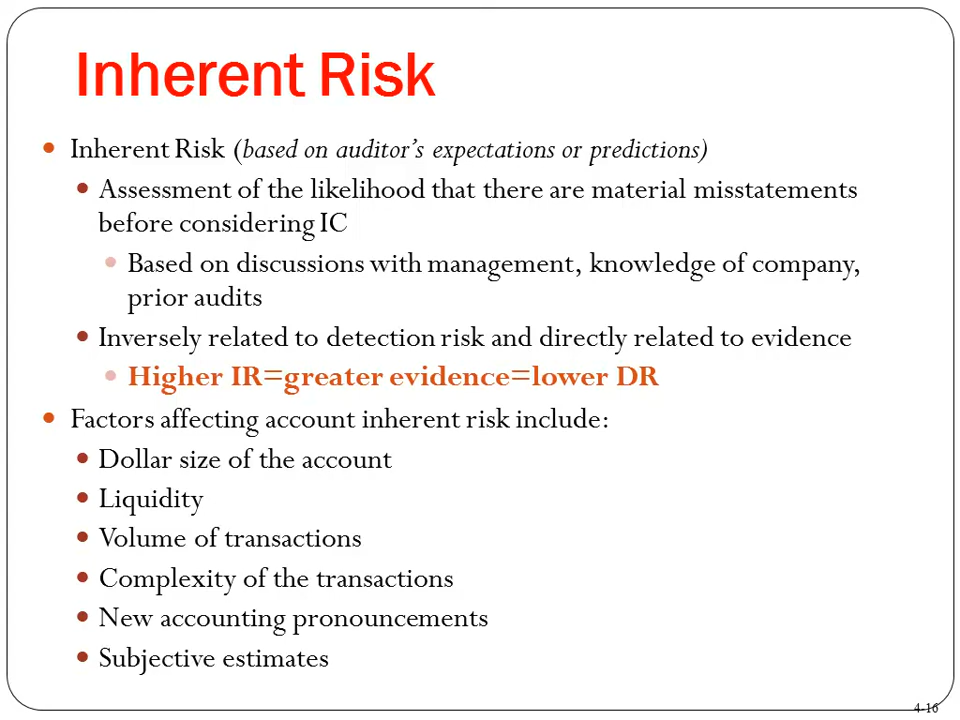 Inherent Risk
• Inherent Risk (based on auditor's expectations or predictions)
• Assessment of the likelihood that there are material misstatements
before considering IC
• Based on discussions with management, knowledge of company,
prior audits
• Inversely related to detection risk and directly related to evidence
• Higher IR=greater evidence=lower DR
• Factors affecting account inherent risk include:
• Dollar size of the account
• Liquidity
• Volume of transactions
• Complexity of the transactions
• New accounting pronouncements
• Subjective estimates
4-16